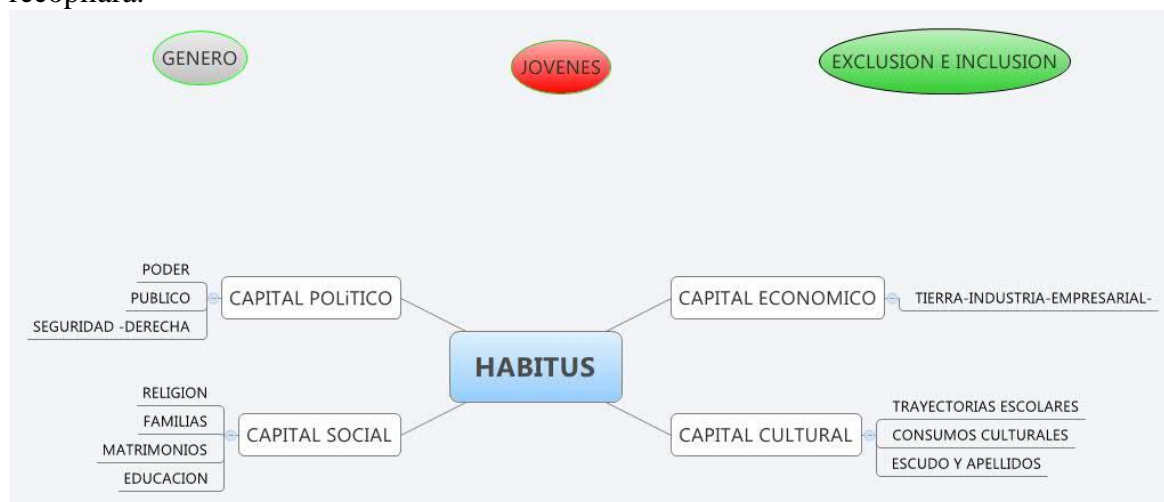 GENERO
JOVENES
EXCLUSION E INCLUSION
PODER
PUBLICO
SEGURIDAD -DERECHA
CAPITAL POLiTICO
CAPITAL ECONOMICO
TIERRA-INDUSTRIA-EMPRESARIAL-
HABITUS
RELIGION
FAMILIAS
MATRIMONIOS
EDUCACION
CAPITAL SOCIAL
CAPITAL CULTURAL
TRAYECTORIAS ESCOLARES
CONSUMOS CULTURALES
ESCUDO Y APELLIDOS